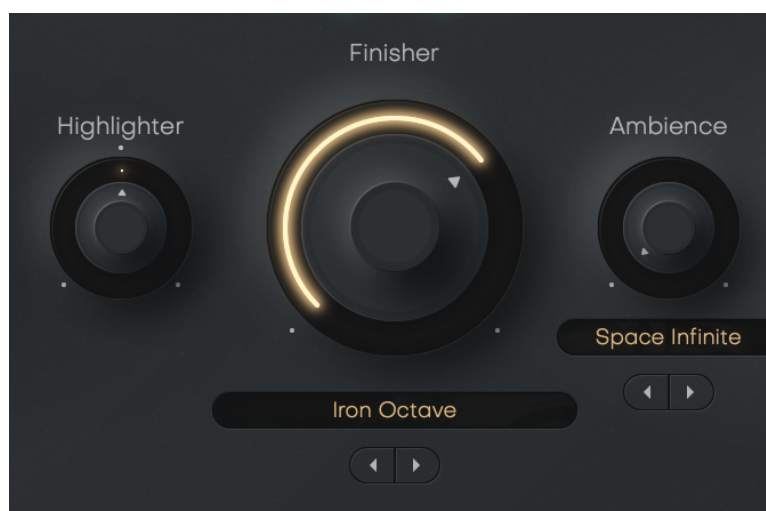 Finisher
Highlighter
Ambience
Space Infinite
Iron Octave